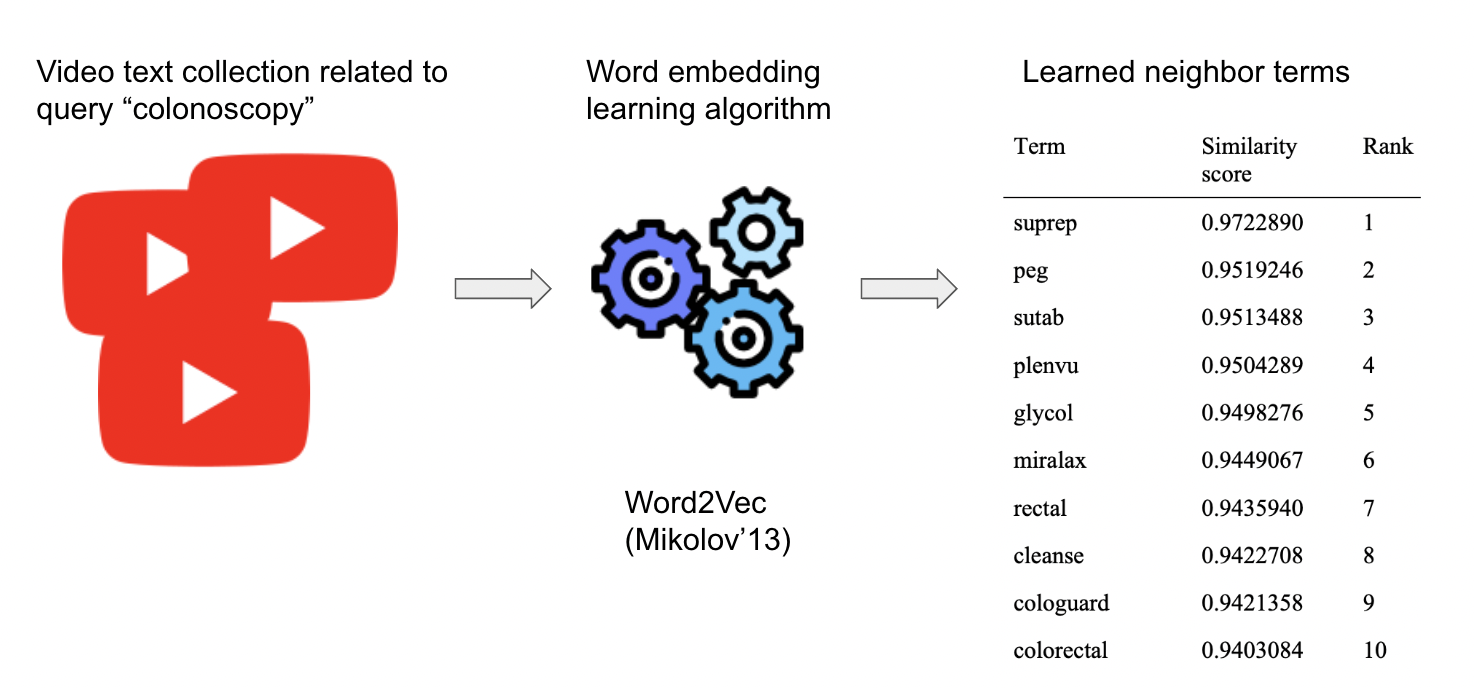 Video text collection related to
query “colonoscopy”
Word embedding
learning algorithm
Word2Vec
(Mikolov’13)
Learned neighbor terms
Term Similarity score Rank
suprep 0.9722890 1
peg 0.9519246 2
sutab 0.9513488 3
plenvu 0.9504289 4
glycol 0.9498276 5
miralax 0.9449067 6
rectal 0.9435940 7
cleanse 0.9422708 8
cologuard 0.9421358 9
colorectal 0.9403084 10